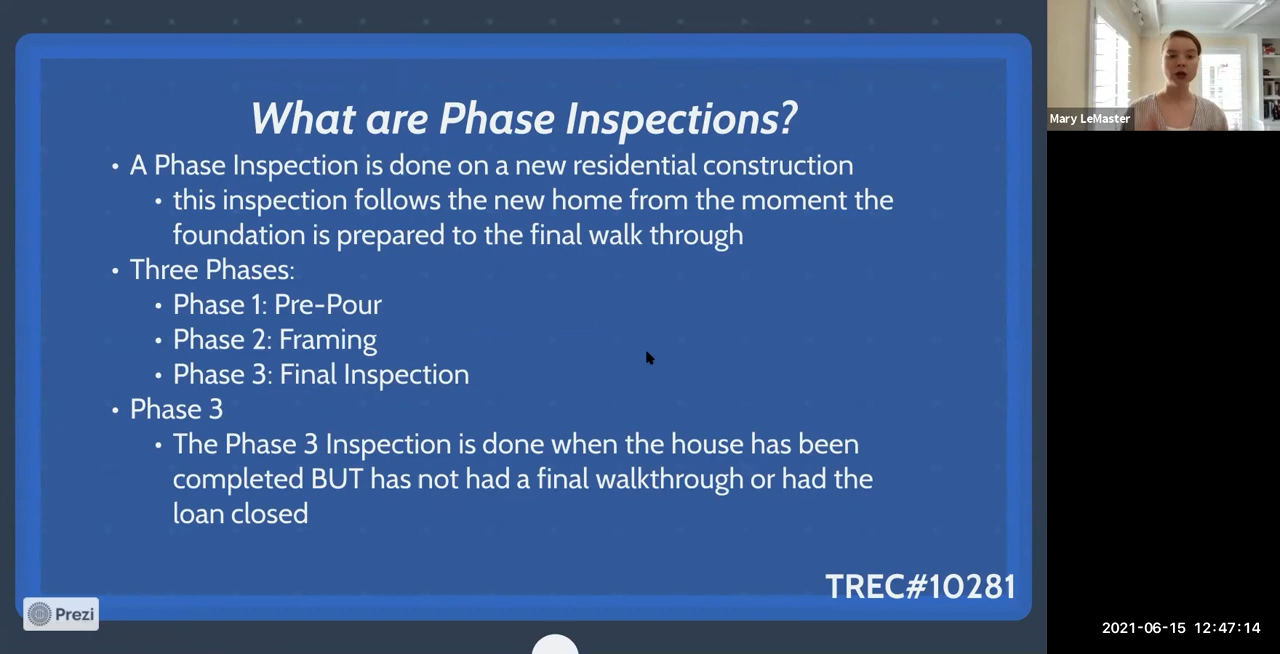 What are Phase Inspections?
• A Phase Inspection is done on a new residential construction
• this inspection follows the new home from the moment the
foundation is prepared to the final walk through
• Three Phases:
• Phase 1: Pre-Pour
• Phase 2: Framing
• Phase 3: Final Inspection
• Phase 3
• The Phase 3 Inspection is done when the house has been
completed BUT has not had a final walkthrough or had the
loan closed
TREC#10281
Prezi
Mary LeMaster
2021-06-15 12:47:14